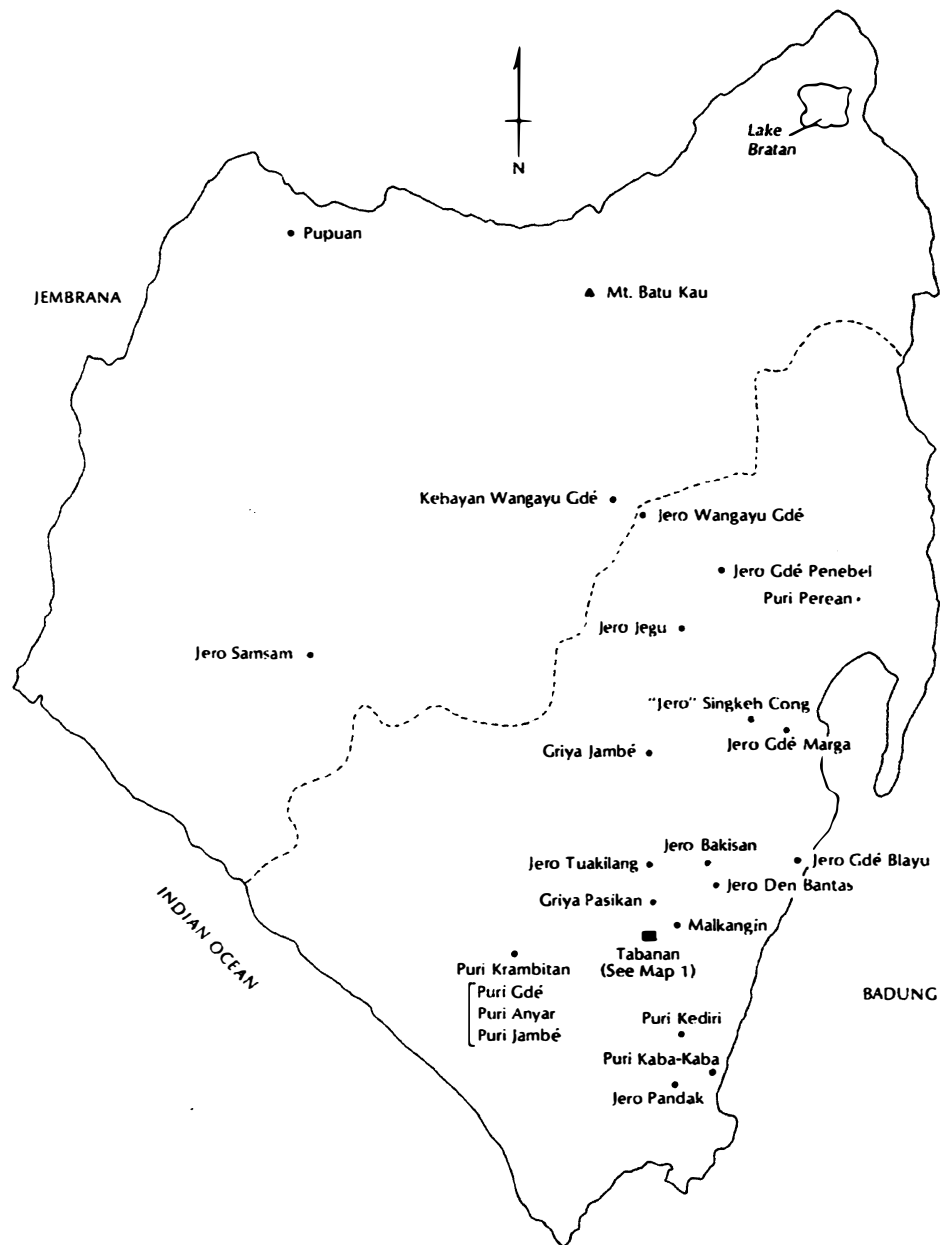 Lake
Bratan
N
Pupuan
JEMBRANA
Mt. Batu Kau
Kebayan Wangayu Gdé
Jero Wangayu Gdé
Jero Gdé Penebel
Puri Perean
Jero Jegu
Jero Samsam
"Jero" Singkeh Cong
Jero Gdé Marga
Griya Jambé
Jero Bakisan
Jero Tuakilang
Jero Gdé Blayu
Jero Den Bantas
Griya Pasikan
Malkangin
INDIAN OCEAN
Tabanan
(See Map 1)
Puri Krambitan
Puri Gdé
Puri Anyar
Puri Jambé
BADUNG
Puri Kediri
Puri Kaba-Kaba
Jero Pandak